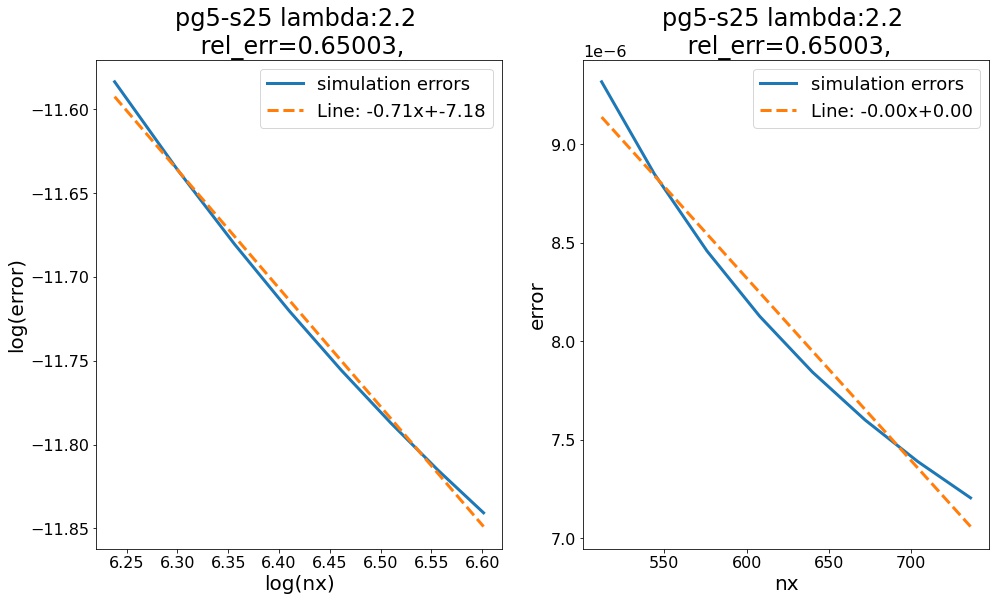 pg5-s25 lambda:2.2
rel_err=0.65003,
simulation errors
Line: -0.71x+-7.18
log(error)
−11.60
−11.65
−11.70
−11.75
−11.80
−11.85
6.25 6.30 6.35 6.40 6.45 6.50 6.55 6.60
log(nx)
pg5-s25 lambda:2.2
rel_err=0.65003,
1e−6
simulation errors
Line: -0.00x+0.00
error
9.0
8.5
8.0
7.5
7.0
550 600 650 700
nx